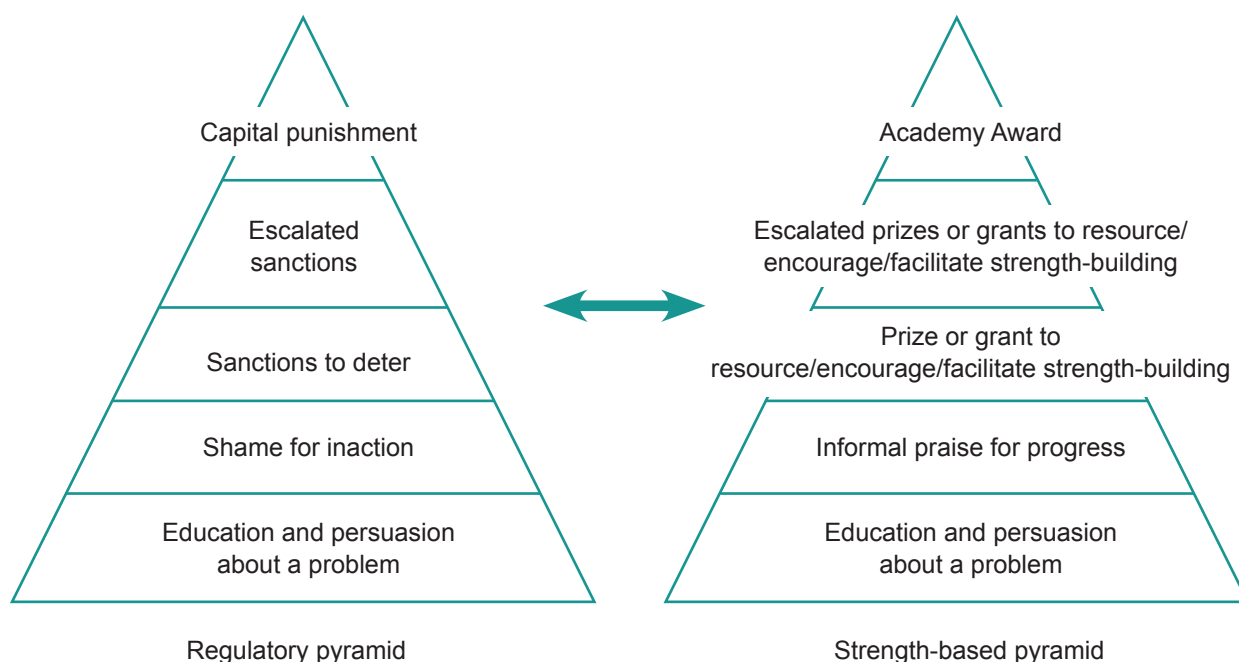 Capital punishment
Escalated
sanctions
Sanctions to deter
Shame for inaction
Education and persuasion
about a problem
Regulatory pyramid
Academy Award
Escalated prizes or grants to resource/
encourage/facilitate strength-building
Prize or grant to
resource/encourage/facilitate strength-building
Informal praise for progress
Education and persuasion
about a problem
Strength-based pyramid